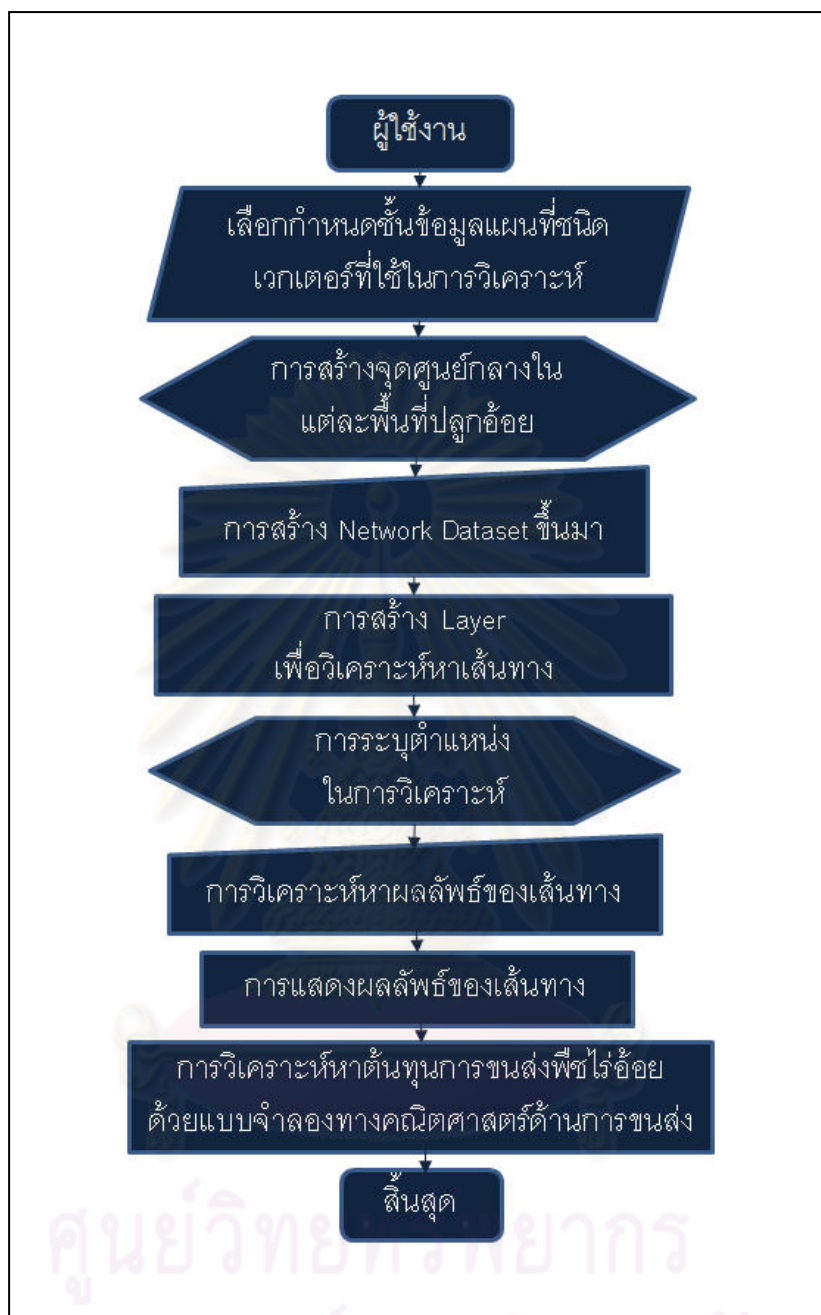 ผู้ใช้งาน
เลือกกำหนดชั้นข้อมูลแผนที่ชนิด
เวกเตอร์ที่ใช้ในการวิเคราะห์
การสร้างจุดศูนย์กลางใน
แต่ละพื้นที่ปลูกอ้อย
การสร้าง Network Dataset ขึ้นมา
การสร้าง Layer
เพื่อวิเคราะห์หาเส้นทาง
การระบุตำแหน่ง
ในการวิเคราะห์
การวิเคราะห์หาผลลัพธ์ของเส้นทาง
การแสดงผลลัพธ์ของเส้นทาง
การวิเคราะห์หาต้นทุนการขนส่งพืชไร่อ้อย
ด้วยแบบจำลองทางคณิตศาสตร์ด้านการขนส่ง
สิ้นสุด
ศูนย์วิทยทรัพยากร